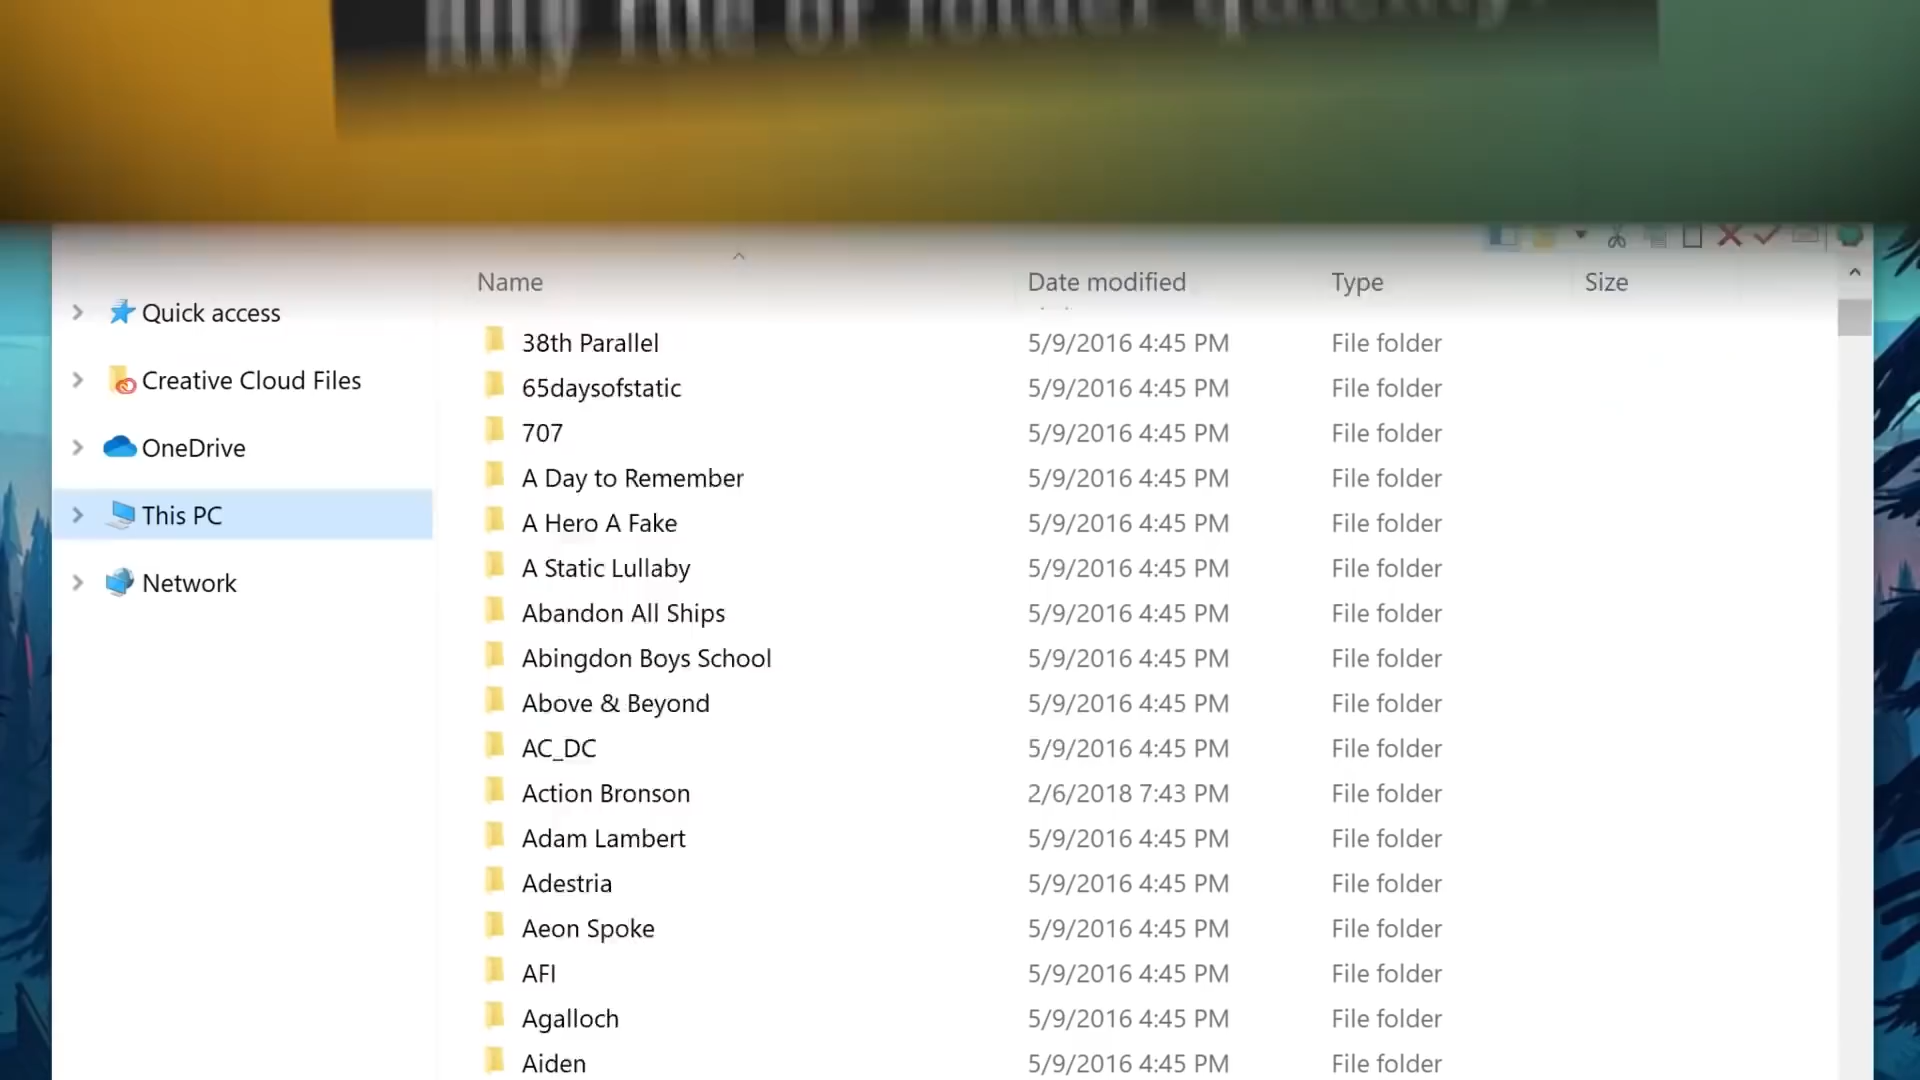 any file or folder quickly.
Name Date modified Type Size
Quick access
Creative Cloud Files
OneDrive
This PC
Network
38th Parallel 5/9/2016 4:45 PM File folder
65daysofstatic 5/9/2016 4:45 PM File folder
707 5/9/2016 4:45 PM File folder
A Day to Remember 5/9/2016 4:45 PM File folder
A Hero A Fake 5/9/2016 4:45 PM File folder
A Static Lullaby 5/9/2016 4:45 PM File folder
Abandon All Ships 5/9/2016 4:45 PM File folder
Abingdon Boys School 5/9/2016 4:45 PM File folder
Above & Beyond 5/9/2016 4:45 PM File folder
AC_DC 5/9/2016 4:45 PM File folder
Action Bronson 2/6/2018 7:43 PM File folder
Adam Lambert 5/9/2016 4:45 PM File folder
Adestria 5/9/2016 4:45 PM File folder
Aeon Spoke 5/9/2016 4:45 PM File folder
AFI 5/9/2016 4:45 PM File folder
Agalloch 5/9/2016 4:45 PM File folder
Aiden 5/9/2016 4:45 PM File folder